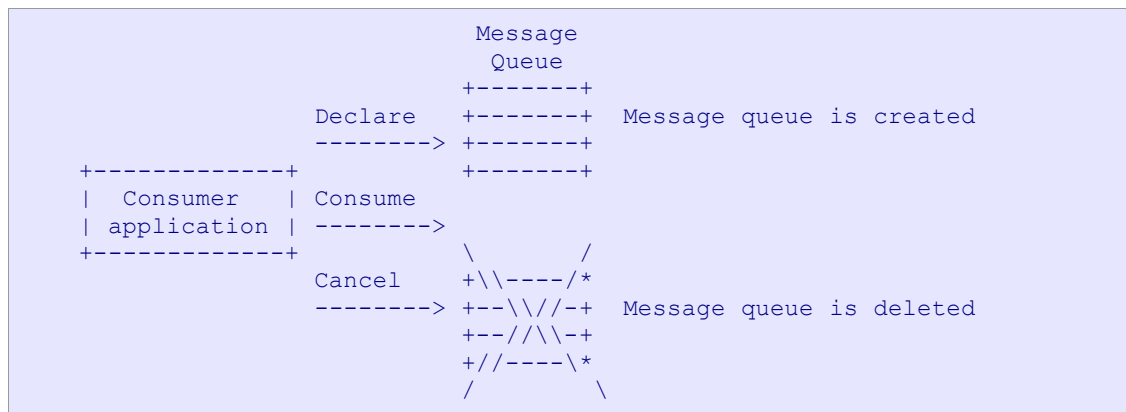 Message
Queue
+-------+
Declare +-------+ Message queue is created
--------> +-------+
+-------------+ +-------+
| Consumer | Consume
| application | -------->
+-------------+ \ /
Cancel +\\----/*
--------> +--\\//-+ Message queue is deleted
+--//\\-+
+//----\*
/ \